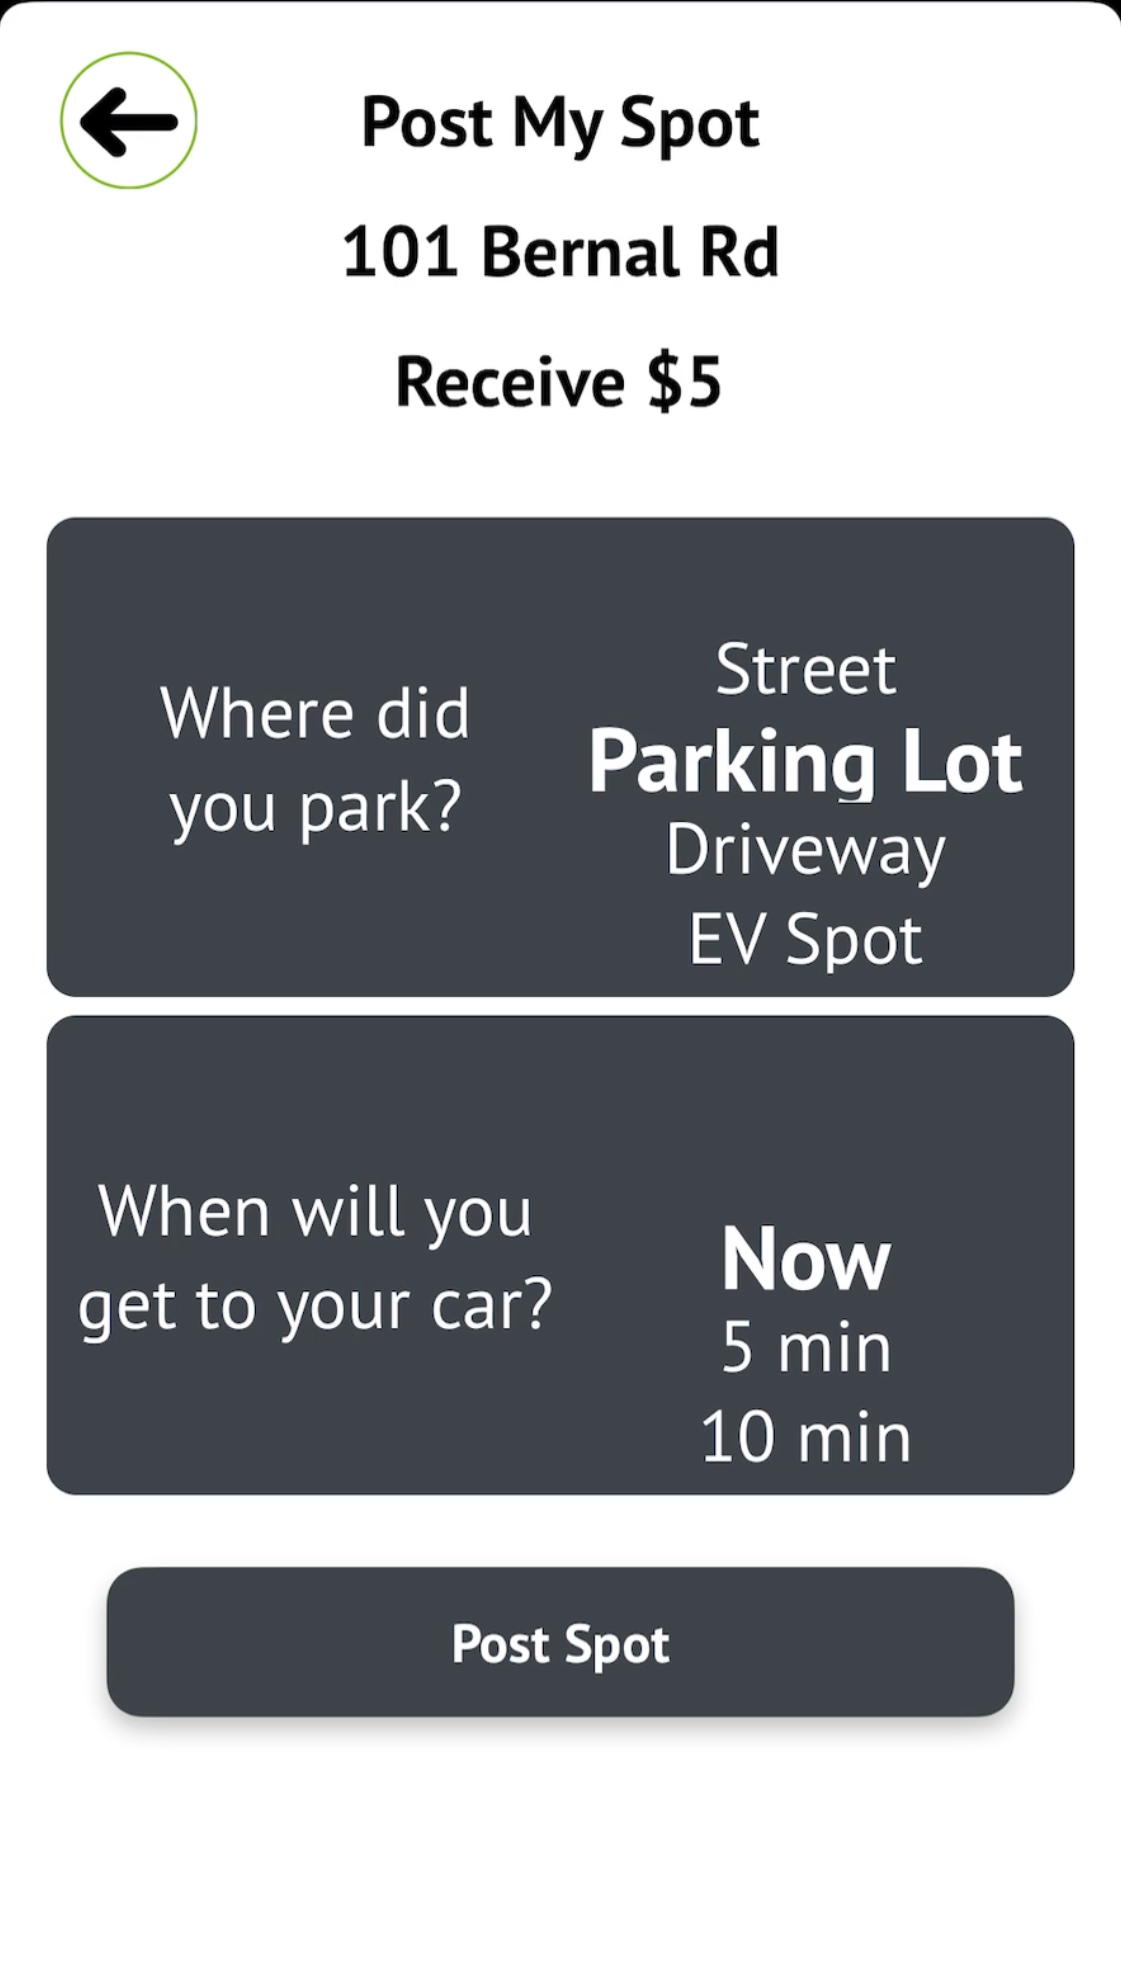 Post My Spot
101 Bernal Rd
Receive $5
Where did
you park?
Street
Parking Lot
Driveway
EV Spot
When will you
get to your car?
Now
5 min
10 min
Post Spot